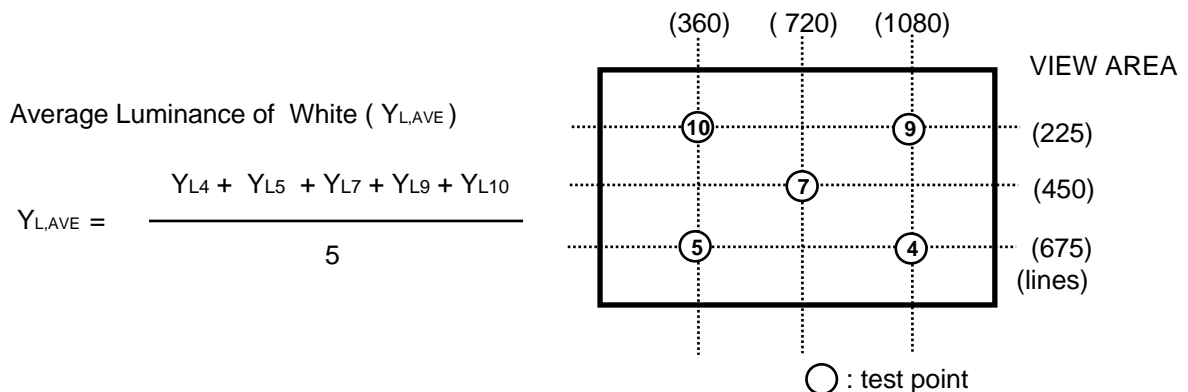 (360) ( 720) (1080)
VIEW AREA
Average Luminance of White ( YL,AVE )
10 9 (225)
YL4 + YL5 + YL7 + YL9 + YL10
7 (450)
YL,AVE =
5
5 4 (675)
(lines)
: test point